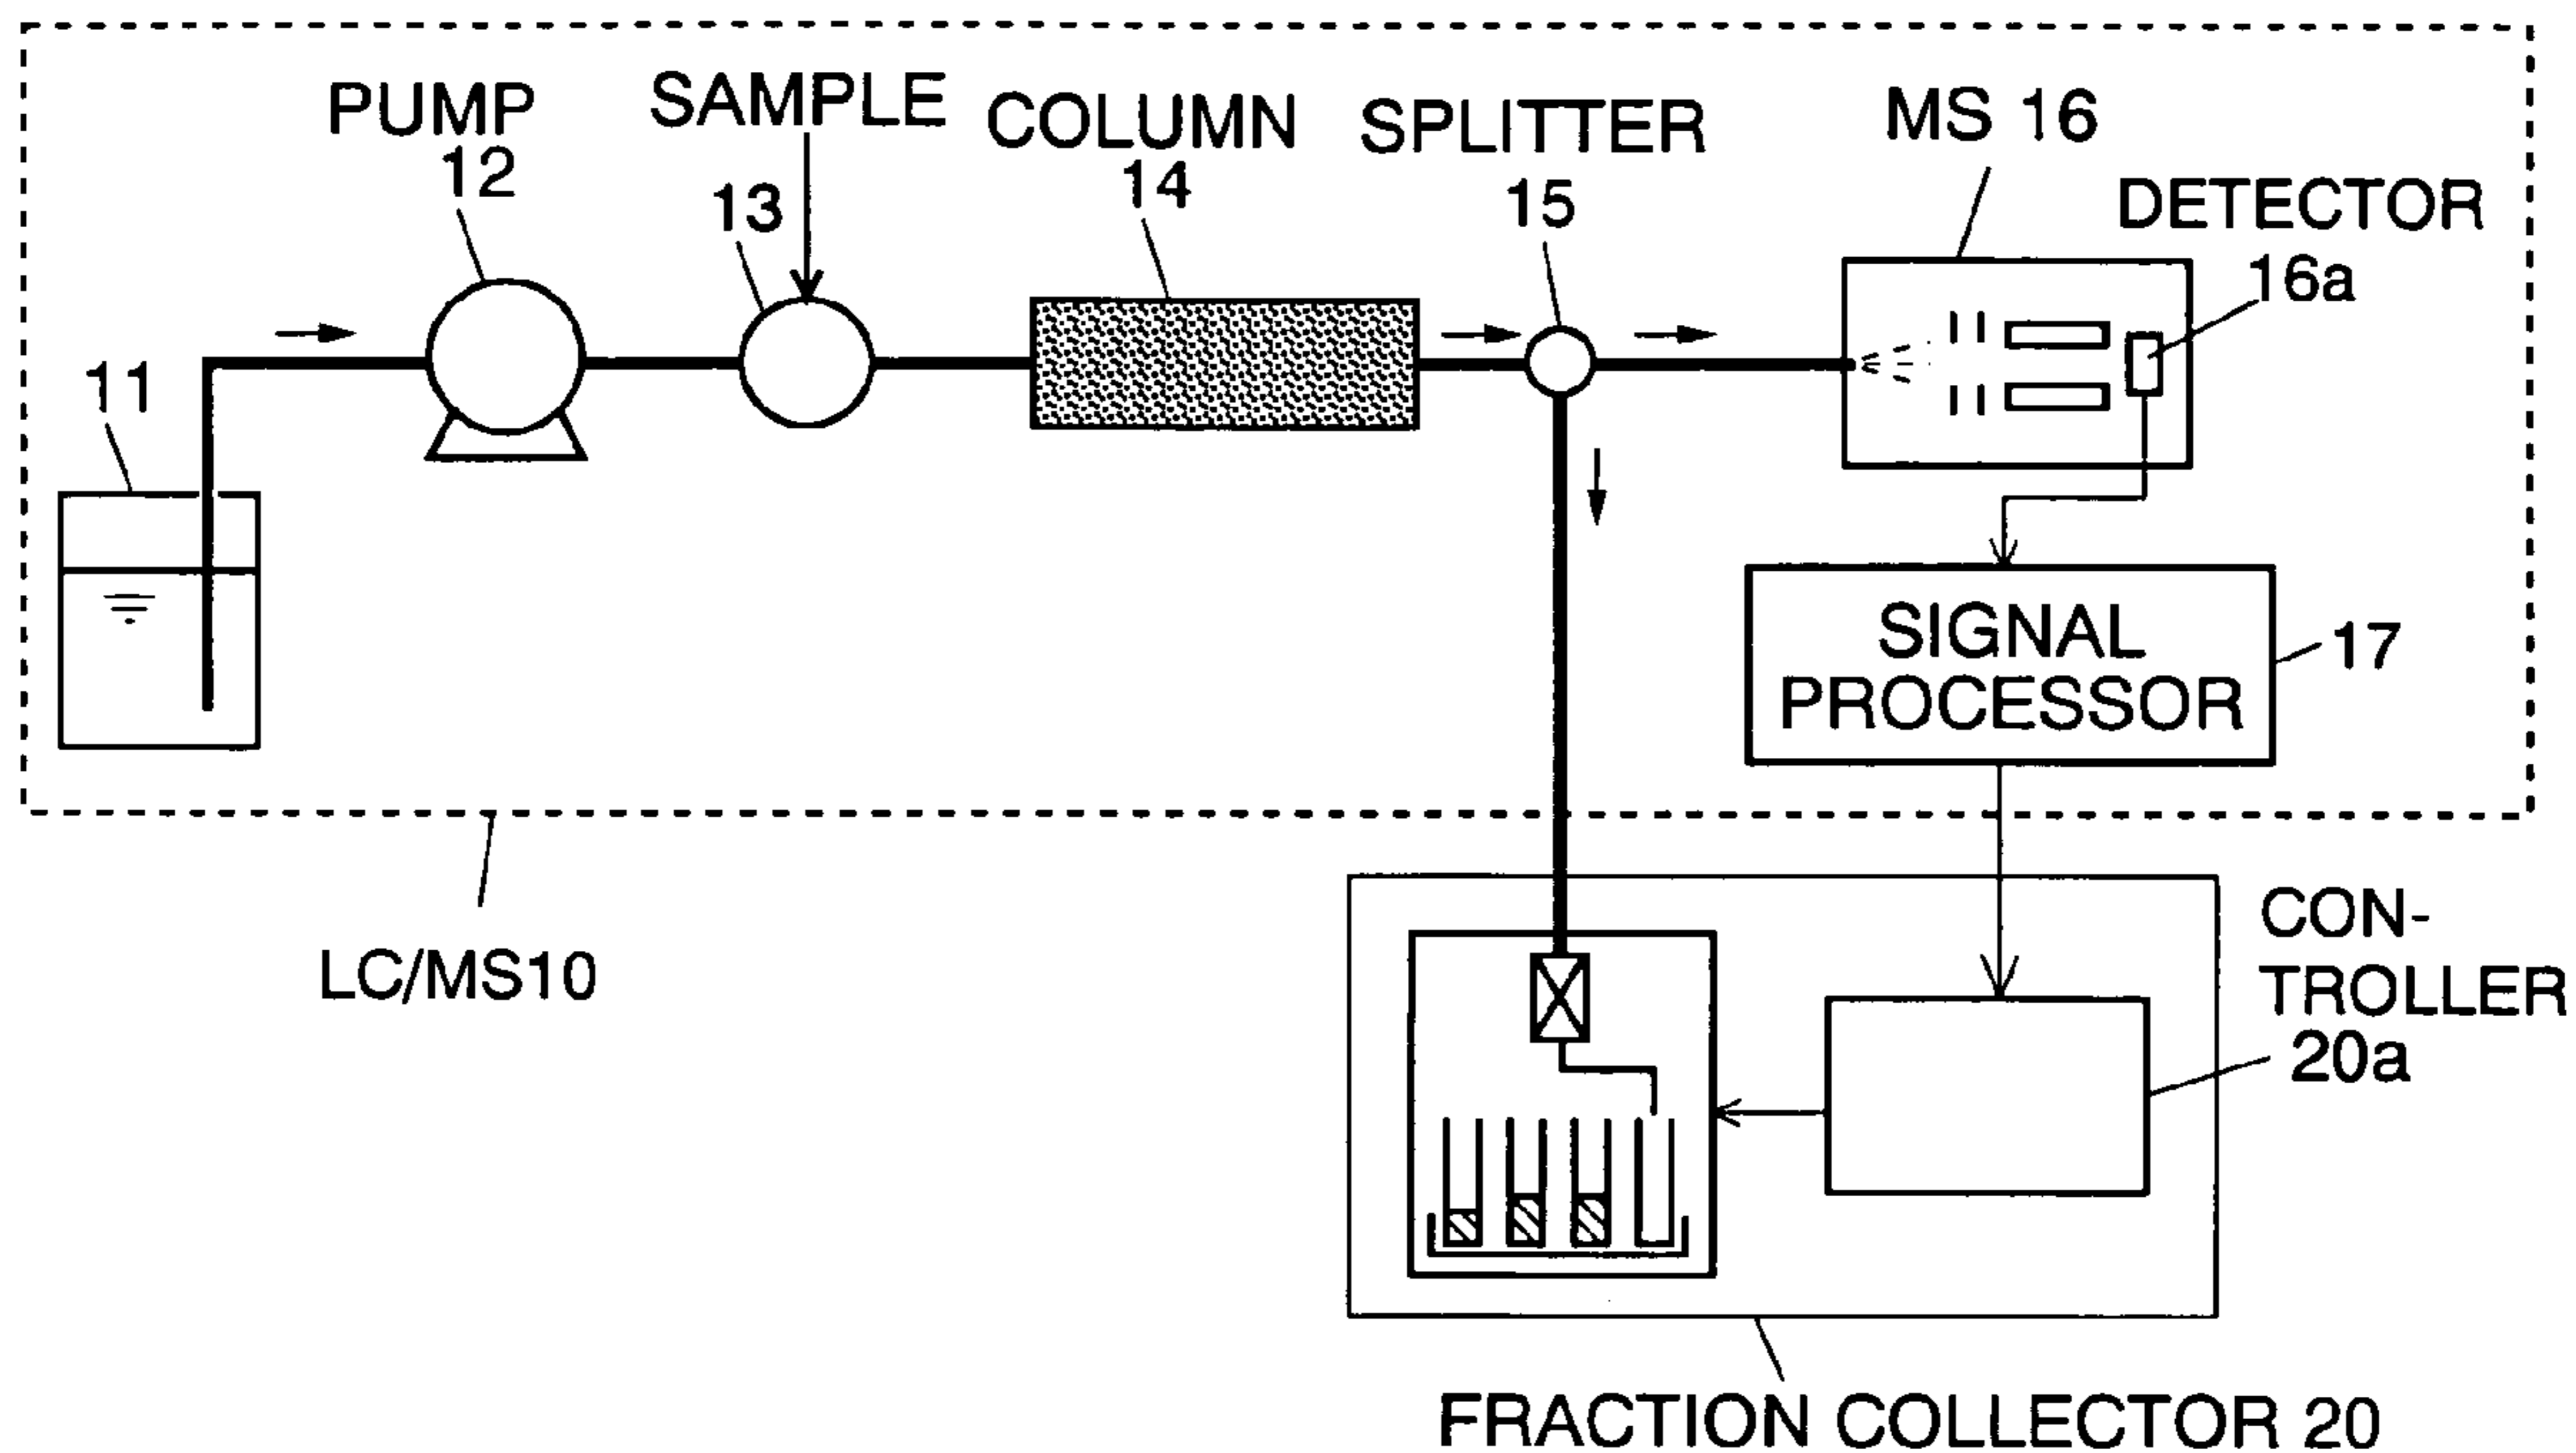 PUMP
12
SAMPLE
13
COLUMN
14
SPLITTER
15
MS 16
DETECTOR
16a
11
SIGNAL
PROCESSOR
17
LC/MS10
CON-
TROLLER
20a
FRACTION COLLECTOR 20